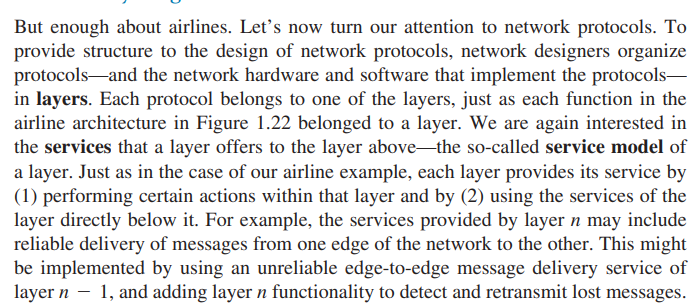 But enough about airlines. Let’s now turn our attention to network protocols. To
provide structure to the design of network protocols, network designers organize
protocols—and the network hardware and software that implement the protocols—
in layers. Each protocol belongs to one of the layers, just as each function in the
airline architecture in Figure 1.22 belonged to a layer. We are again interested in
the services that a layer offers to the layer above—the so-called service model of
a layer. Just as in the case of our airline example, each layer provides its service by
(1) performing certain actions within that layer and by (2) using the services of the
layer directly below it. For example, the services provided by layer n may include
reliable delivery of messages from one edge of the network to the other. This might
be implemented by using an unreliable edge-to-edge message delivery service of
layer n − 1, and adding layer n functionality to detect and retransmit lost messages.